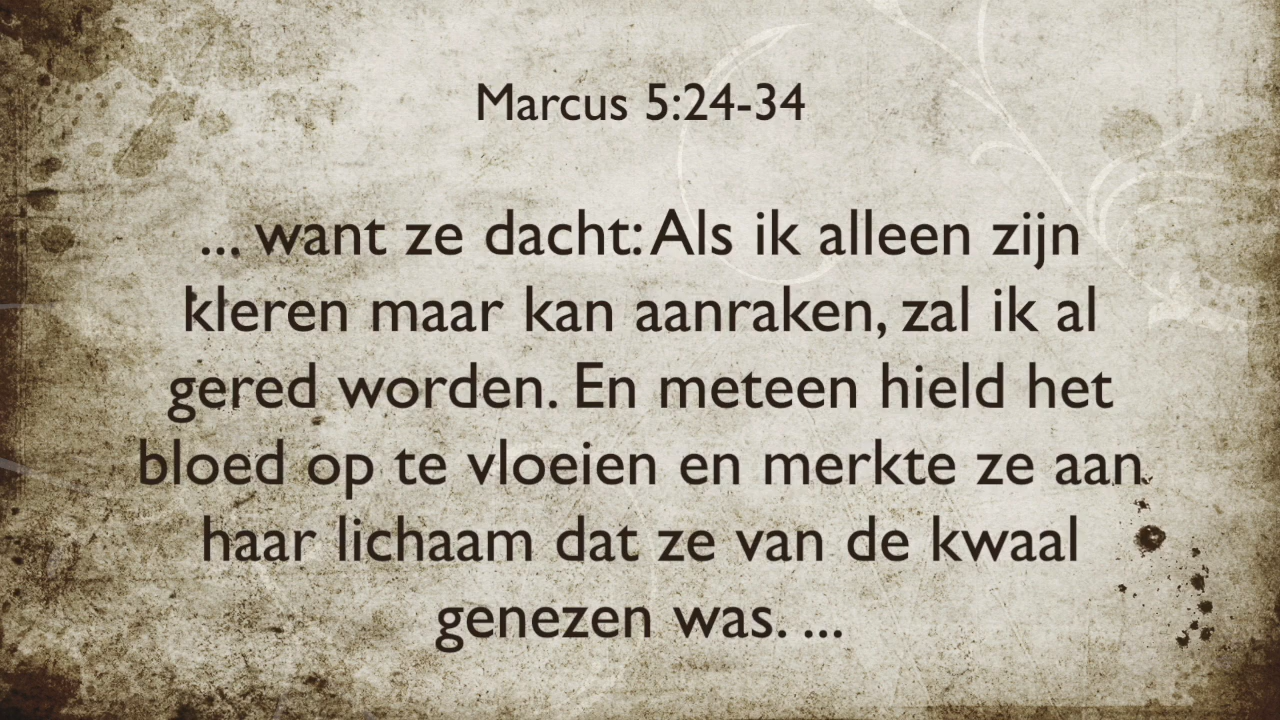 Marcus 5:24-34
... want ze dacht: Als ik alleen zijn
kleren maar kan aanraken, zal ik al
gered worden. En meteen hield het
bloed op te vloeien en merkte ze aan
haar lichaam dat ze van de kwaal
genezen was. ...